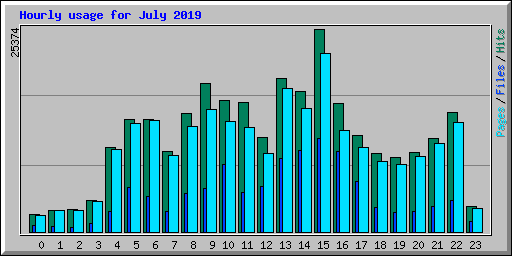 Hourly usage for July 2019
25374
Pages/Files/Hits
0 1 2 3 4 5 6 7 8 9 10 11 12 13 14 15 16 17 18 19 20 21 22 23